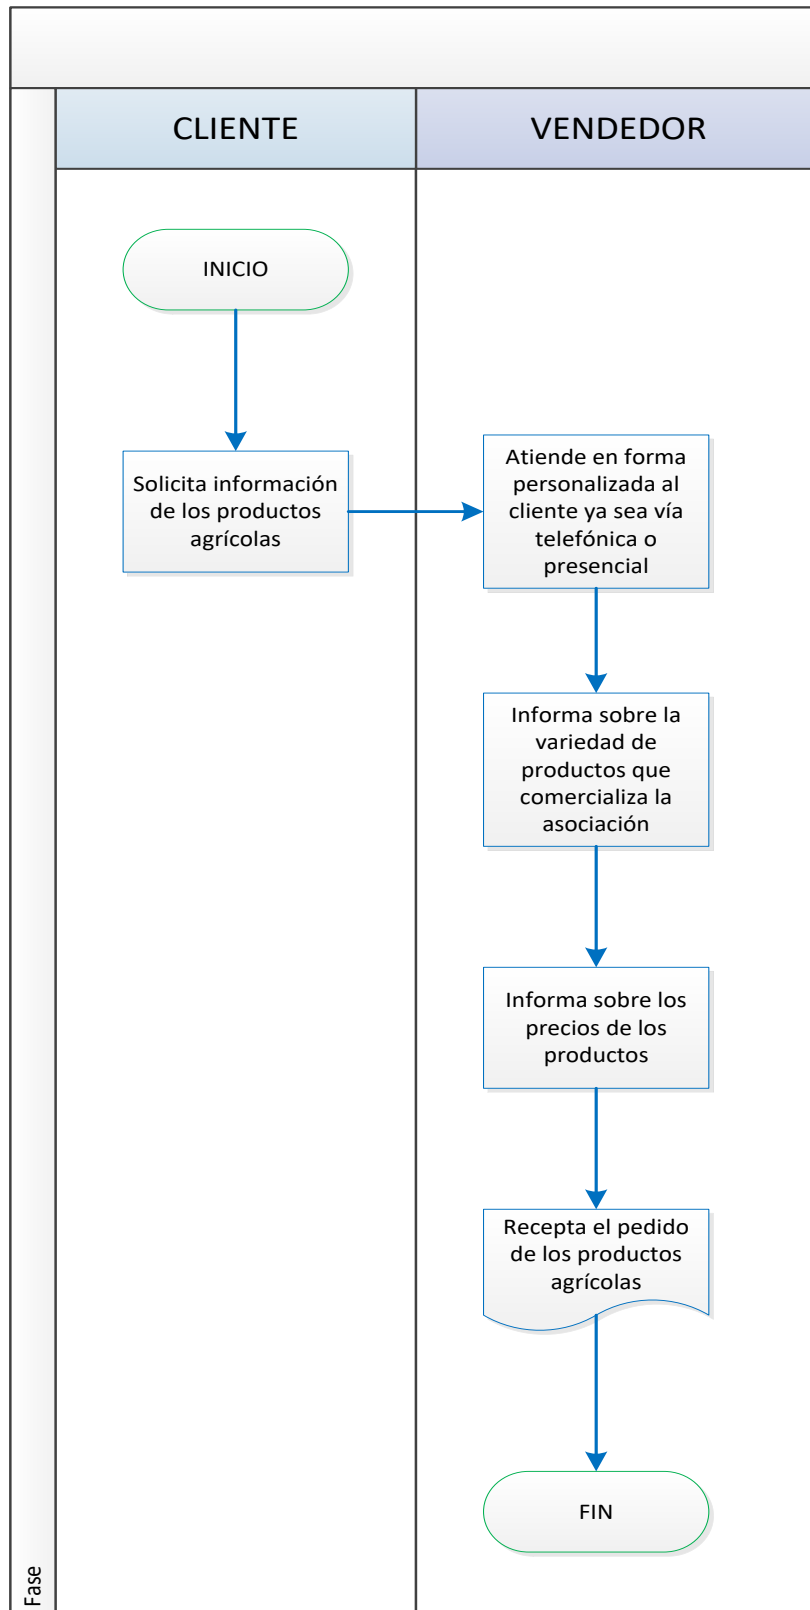 CLIENTE
VENDEDOR
INICIO
Solicita información
de los productos
agrícolas
Atiende en forma
personalizada al
cliente ya sea vía
telefónica o
presencial
Informa sobre la
variedad de
productos que
comercializa la
asociación
Informa sobre los
precios de los
productos
Recepta el pedido
de los productos
agrícolas
FIN
Fase